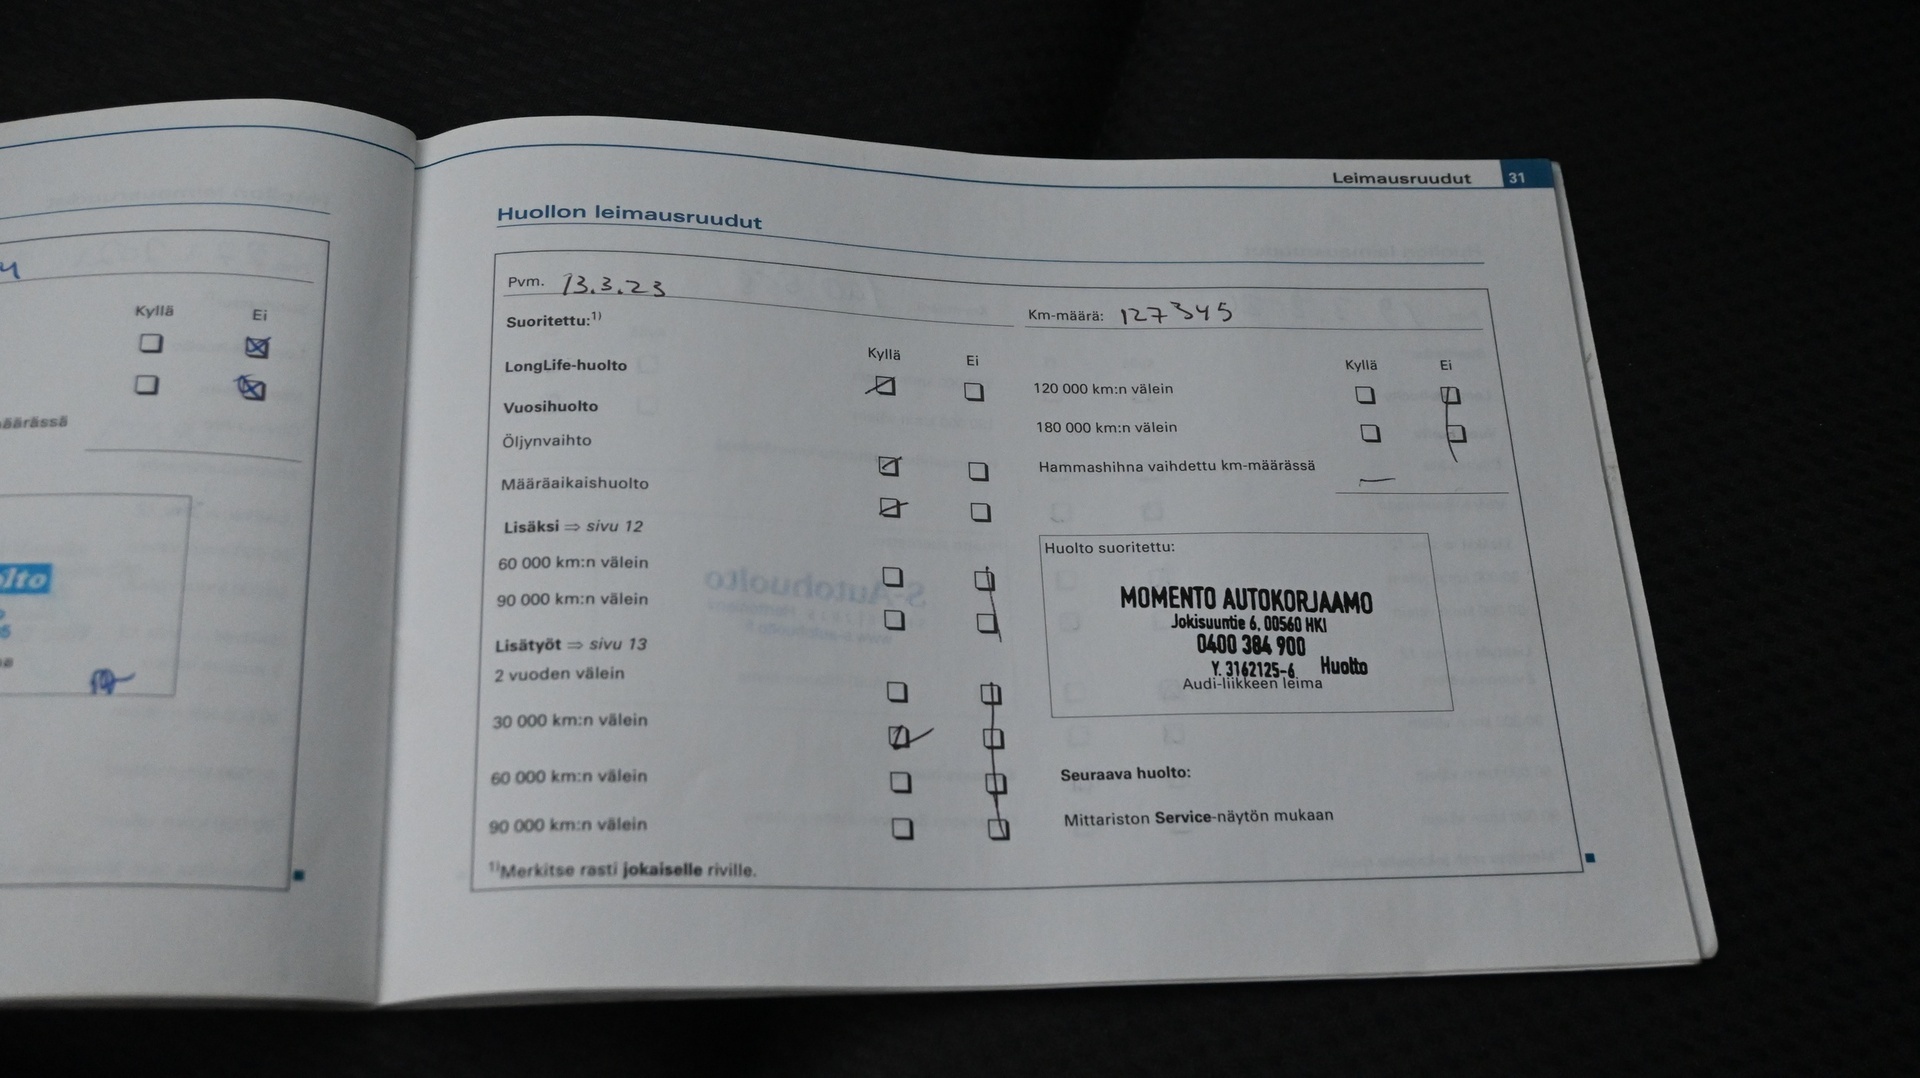 Kyllä
Ei
määrässä
Leimausruudut 31
Huollon leimausruudut
Pvm. 13.3.23
Km-määrä: 127345
Suoritettu:¹⁾
Kyllä Ei
LongLife-huolto
Vuosihuolto
Öljynvaihto
Määräaikaishuolto
Lisäksi ⇒ sivu 12
60 000 km:n välein
90 000 km:n välein
Lisätyöt ⇒ sivu 13
2 vuoden välein
30 000 km:n välein
60 000 km:n välein
90 000 km:n välein
¹⁾Merkitse rasti jokaiselle riville.
Kyllä Ei
120 000 km:n välein
180 000 km:n välein
Hammashihna vaihdettu km-määrässä
Huolto suoritettu:
MOMENTO AUTOKORJAAMO
Jokisuuntie 6, 00560 HKI
0400 384 900
Y. 3162125-6 Huolto
Audi-liikkeen leima
Seuraava huolto:
Mittariston Service-näytön mukaan